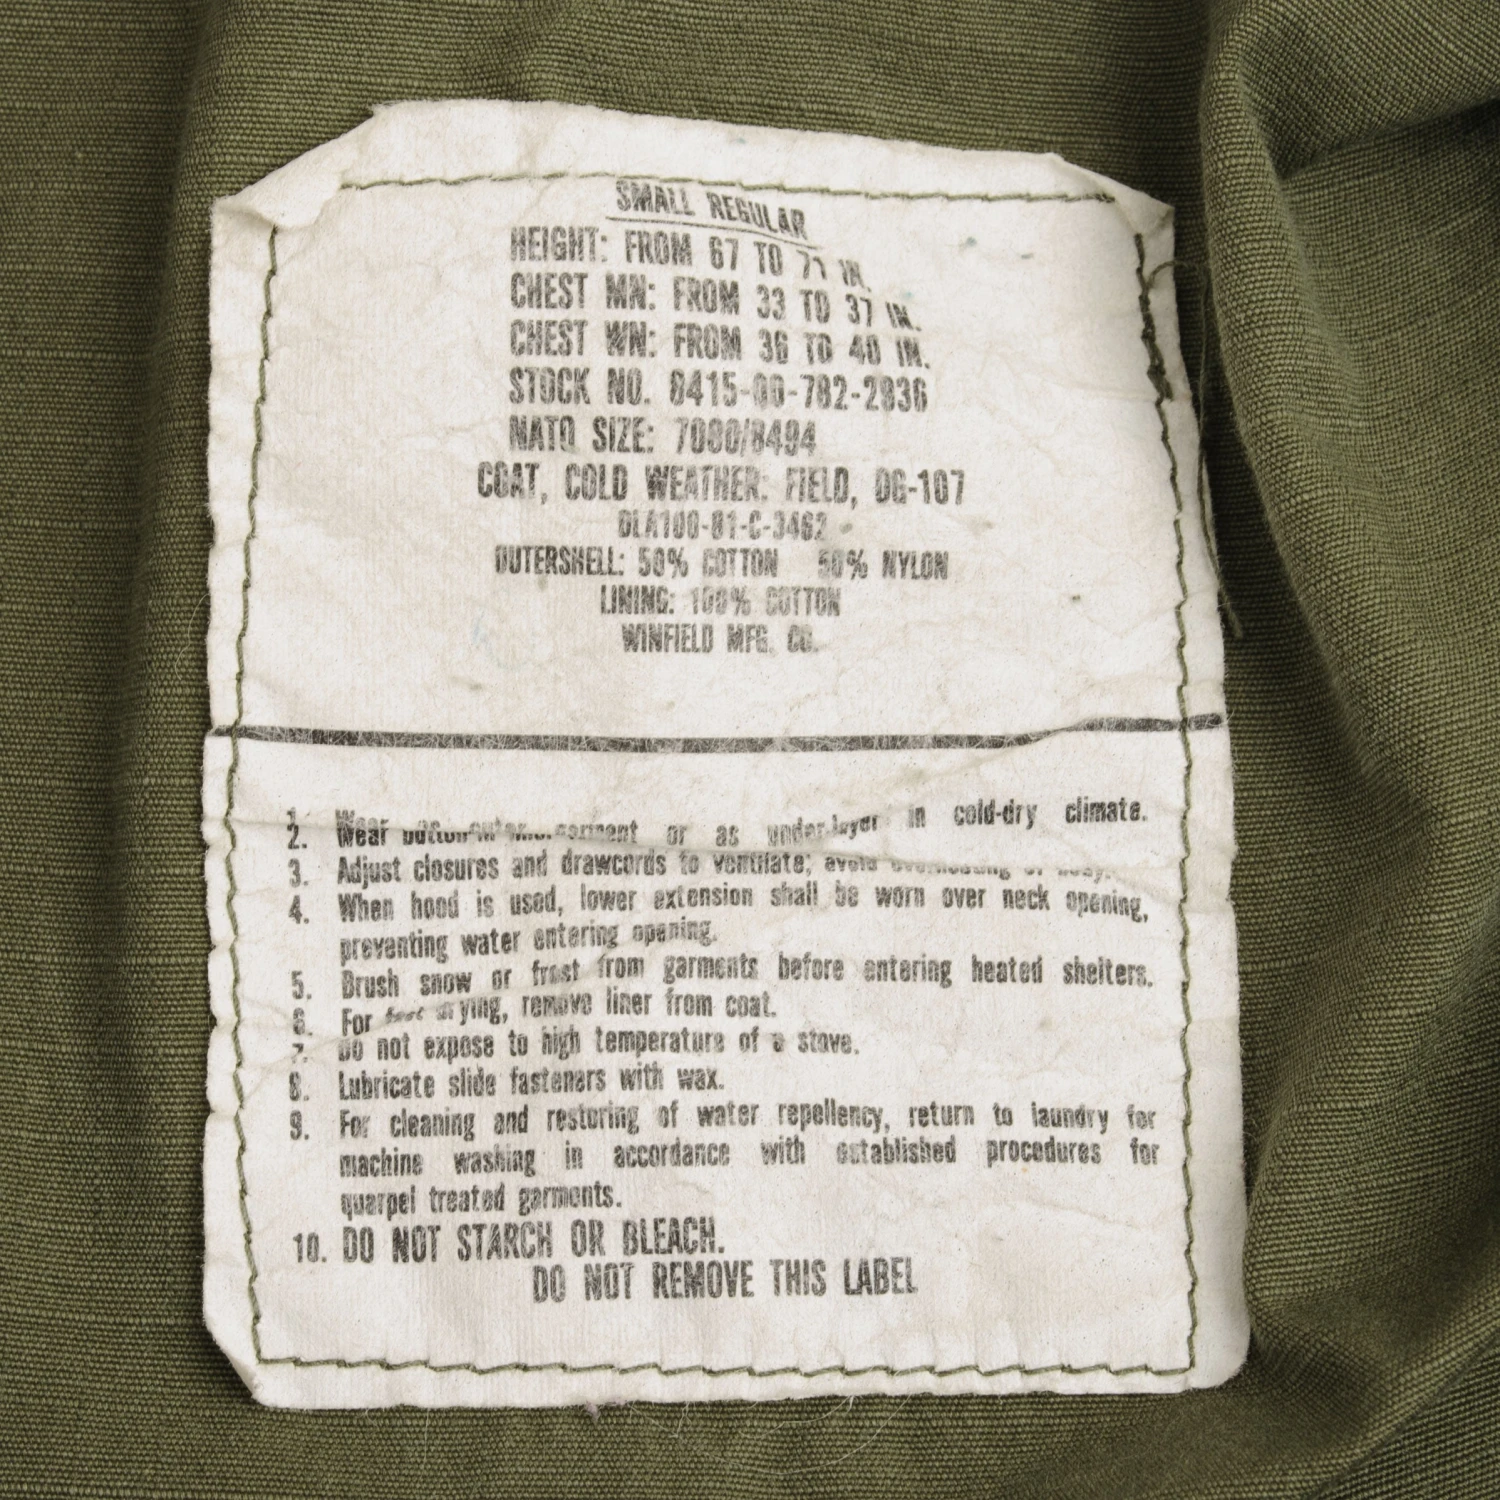 SMALL REGULAR
HEIGHT: FROM 67 TO 71 IN.
CHEST MN: FROM 33 TO 37 IN.
CHEST WN: FROM 36 TO 40 IN.
STOCK NO. 8415-00-782-2936
NATO SIZE: 7080/8494
COAT, COLD WEATHER: FIELD, OG-107
DLA100-81-C-3462
OUTERSHELL: 50% COTTON 50% NYLON
LINING: 100% COTTON
WINFIELD MFG. CO.
1. Wear
2. Wear garment or as under-layer in cold-dry climate.
3. Adjust closures and drawcords to ventilate; avoid
4. When hood is used, lower extension shall be worn over neck opening,
preventing water entering opening.
5. Brush snow or frost from garments before entering heated shelters.
6. For drying, remove liner from coat.
7. Do not expose to high temperature of a stove.
8. Lubricate slide fasteners with wax.
9. For cleaning and restoring of water repellency, return to laundry for
machine washing in accordance with established procedures for
quarpel treated garments.
10. DO NOT STARCH OR BLEACH.
DO NOT REMOVE THIS LABEL